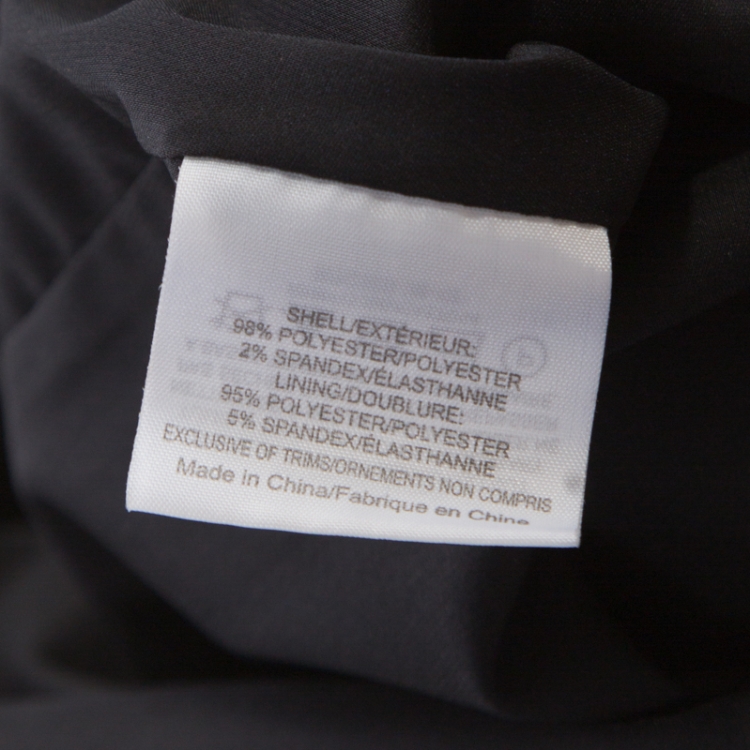 SHELL/EXTÉRIEUR:
98% POLYESTER/POLYESTER
2% SPANDEX/ÉLASTHANNE
LINING/DOUBLURE:
95% POLYESTER/POLYESTER
5% SPANDEX/ÉLASTHANNE
EXCLUSIVE OF TRIMS/ORNEMENTS NON COMPRIS
Made in China/Fabrique en Chine